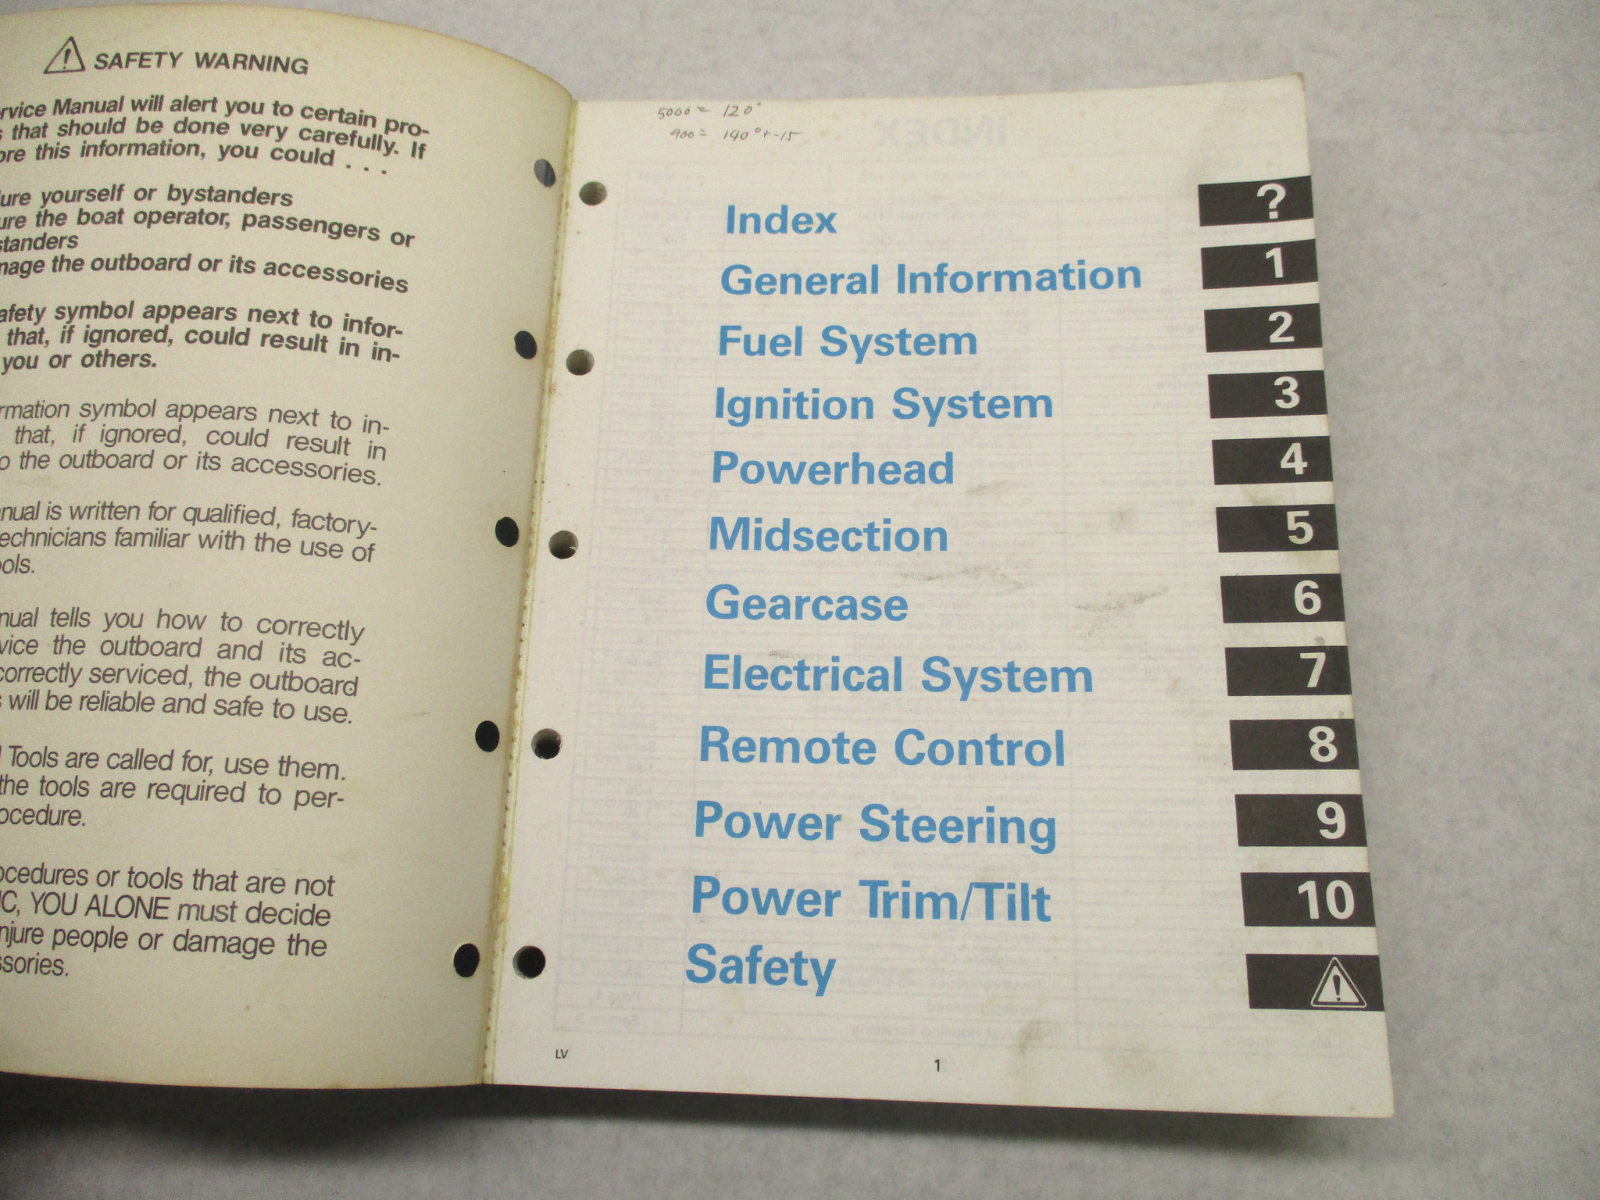 SAFETY WARNING
rvice Manual will alert you to certain pro-
that should be done very carefully. If
ore this information, you could . . .
ure yourself or bystanders
ure the boat operator, passengers or
standers
mage the outboard or its accessories
afety symbol appears next to infor-
that, if ignored, could result in in-
you or others.
rmation symbol appears next to in-
that, if ignored, could result in
o the outboard or its accessories.
nual is written for qualified, factory-
echnicians familiar with the use of
ools.
nual tells you how to correctly
vice the outboard and its ac-
correctly serviced, the outboard
s will be reliable and safe to use.
l Tools are called for, use them.
the tools are required to per-
ocedure.
ocedures or tools that are not
C, YOU ALONE must decide
njure people or damage the
ssories.
5000 = 120°
900 = 140°+-15
Index ?
General Information 1
Fuel System 2
Ignition System 3
Powerhead 4
Midsection 5
Gearcase 6
Electrical System 7
Remote Control 8
Power Steering 9
Power Trim/Tilt 10
Safety
LV 1